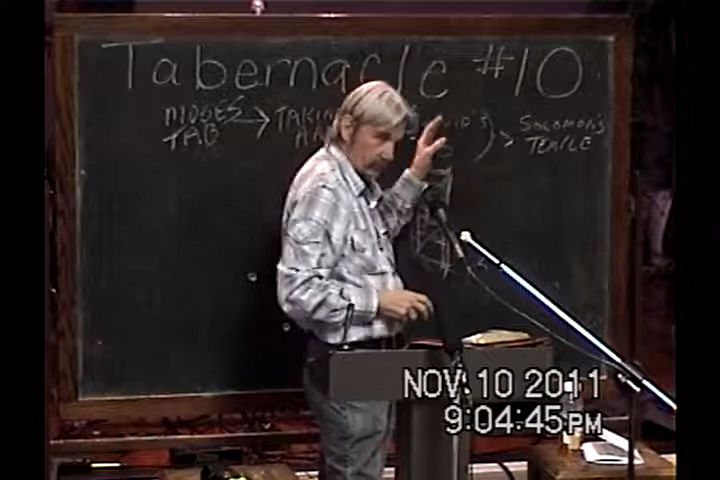 Tabernacle #10
MOSES → TAKIN 'S > SOLOMON'S
TAB TEMPLE
NOV. 10 2011
9:04:45 PM